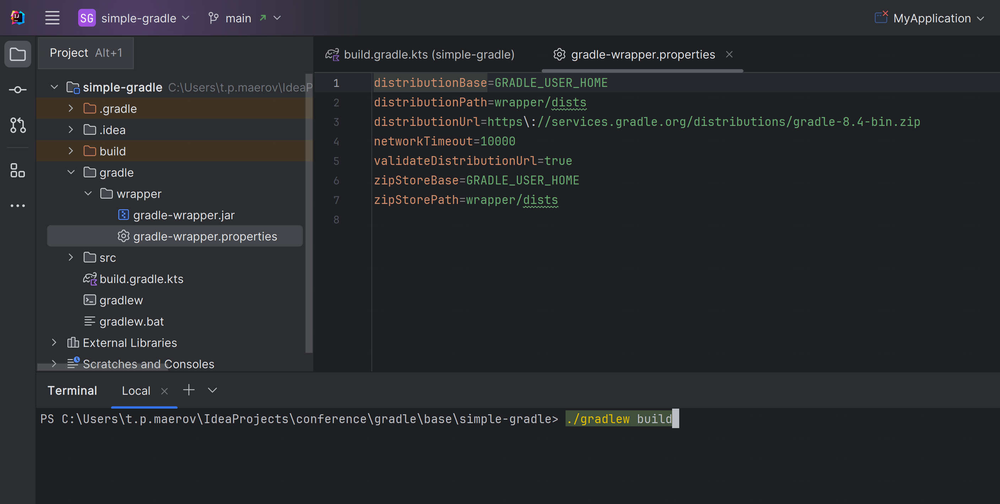 IJ
SG simple-gradle main MyApplication
Project Alt+1
simple-gradle C:\Users\t.p.maerov\IdeaP
.gradle
.idea
build
gradle
wrapper
gradle-wrapper.jar
gradle-wrapper.properties
src
build.gradle.kts
gradlew
gradlew.bat
External Libraries
Scratches and Consoles
build.gradle.kts (simple-gradle) gradle-wrapper.properties
1 distributionBase=GRADLE_USER_HOME
2 distributionPath=wrapper/dists
3 distributionUrl=https\://services.gradle.org/distributions/gradle-8.4-bin.zip
4 networkTimeout=10000
5 validateDistributionUrl=true
6 zipStoreBase=GRADLE_USER_HOME
7 zipStorePath=wrapper/dists
8
Terminal Local
PS C:\Users\t.p.maerov\IdeaProjects\conference\gradle\base\simple-gradle> ./gradlew build